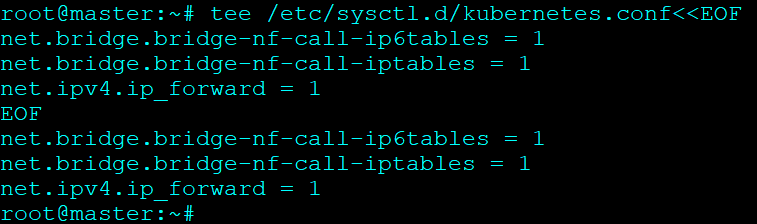 root@master:~# tee /etc/sysctl.d/kubernetes.conf<<EOF
net.bridge.bridge-nf-call-ip6tables = 1
net.bridge.bridge-nf-call-iptables = 1
net.ipv4.ip_forward = 1
EOF
net.bridge.bridge-nf-call-ip6tables = 1
net.bridge.bridge-nf-call-iptables = 1
net.ipv4.ip_forward = 1
root@master:~#